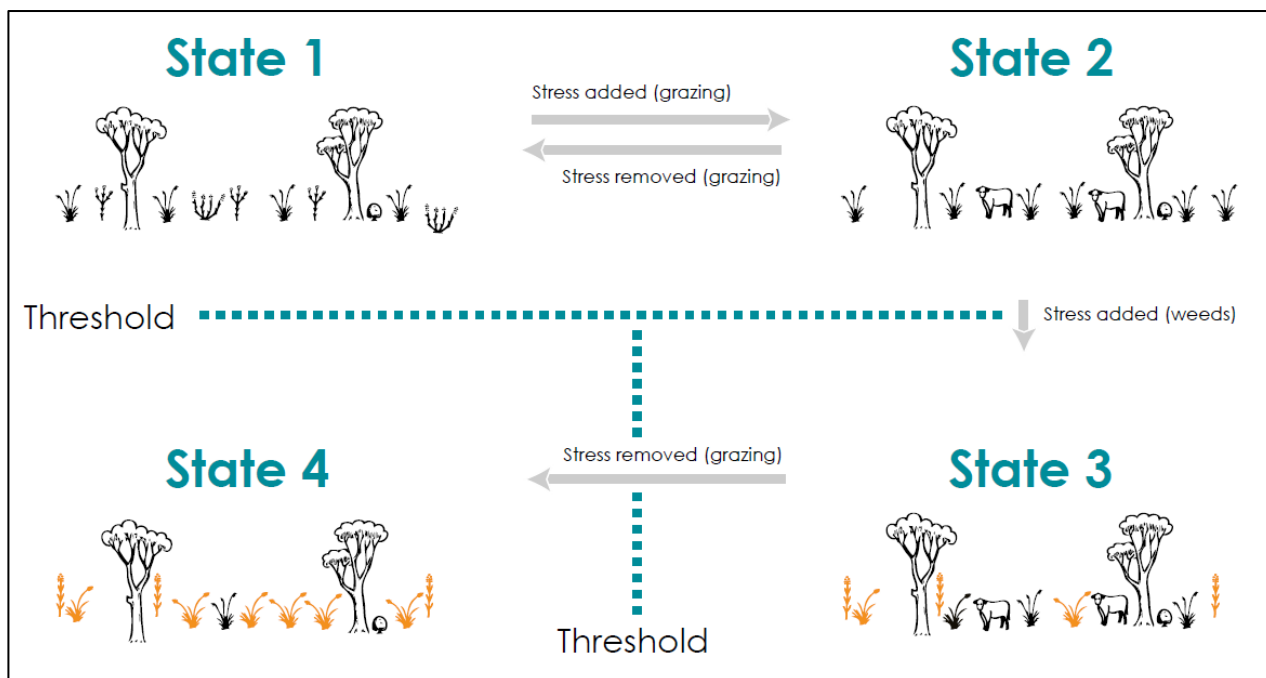 State 1
State 2
Stress added (grazing)
Stress removed (grazing)
Threshold
Stress added (weeds)
State 4
Stress removed (grazing)
State 3
Threshold